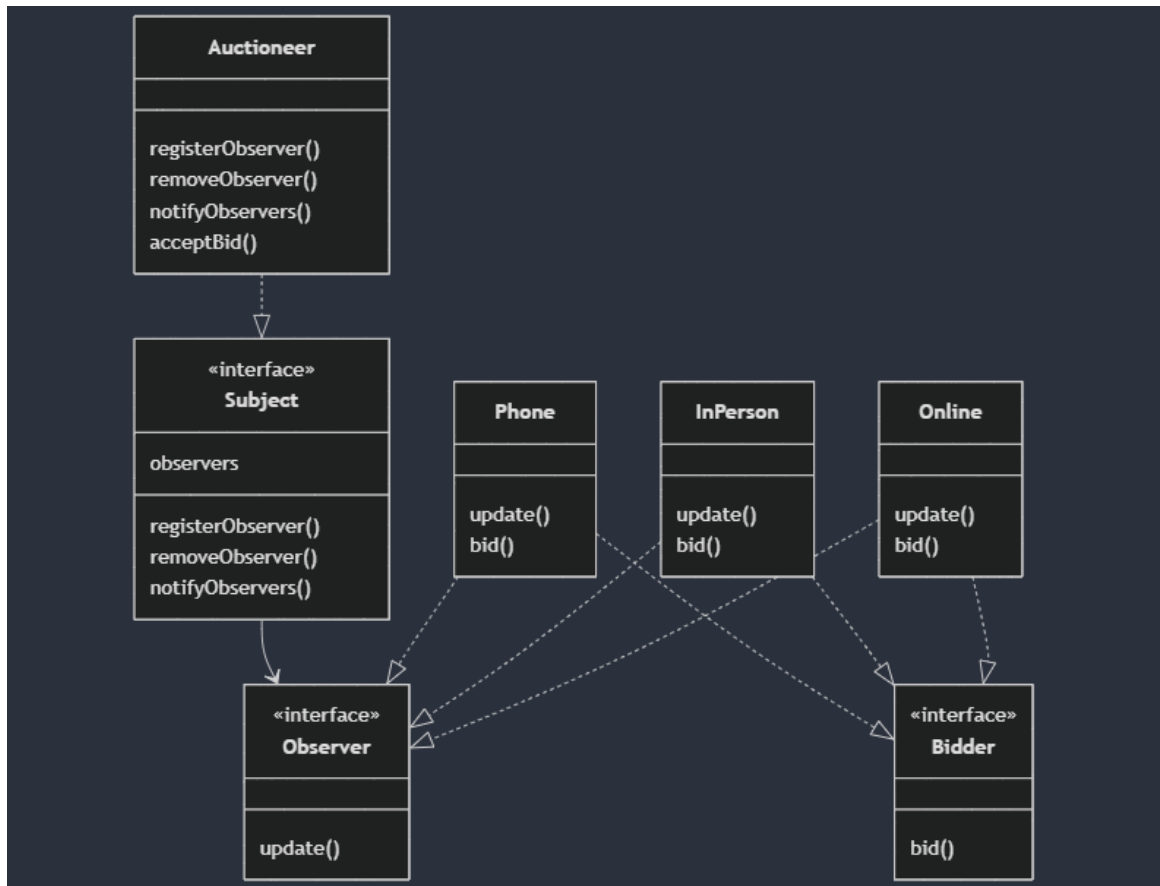 Auctioneer
registerObserver()
removeObserver()
notifyObservers()
acceptBid()
«interface»
Subject
observers
registerObserver()
removeObserver()
notifyObservers()
Phone
update()
bid()
InPerson
update()
bid()
Online
update()
bid()
«interface»
Observer
update()
«interface»
Bidder
bid()